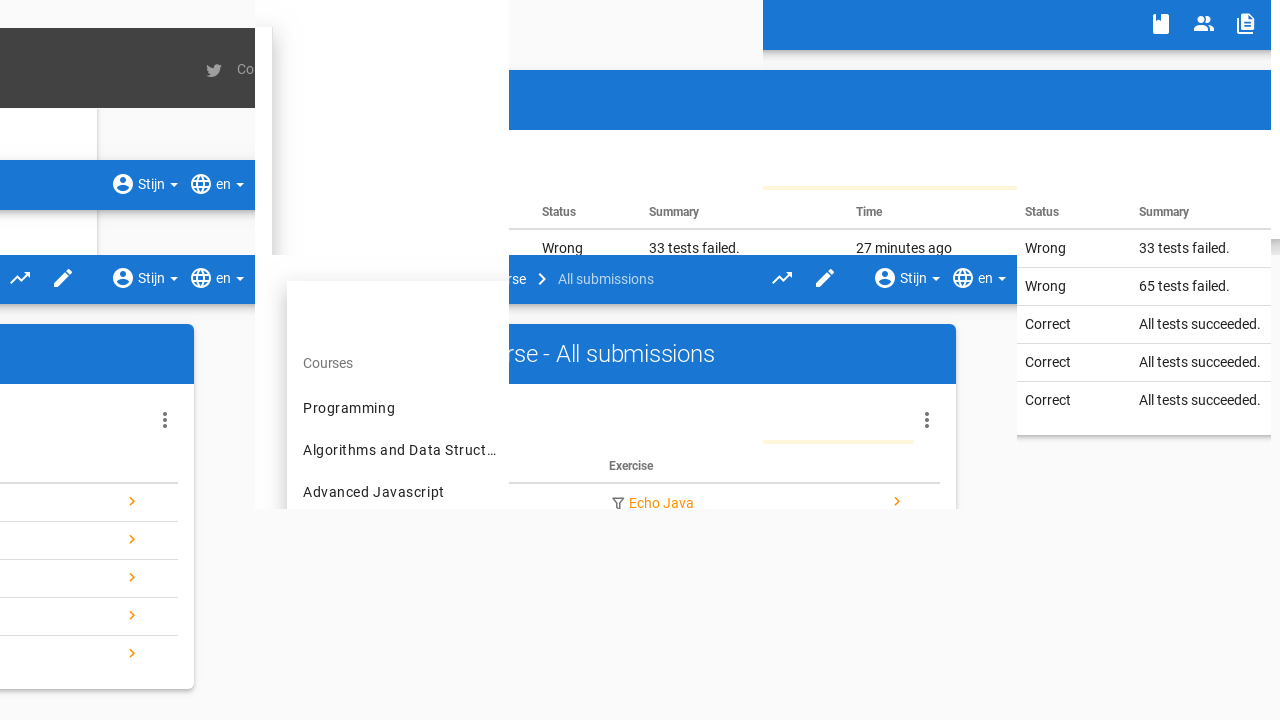 Co
Stijn en
Status Summary Time Status Summary
Wrong 33 tests failed. 27 minutes ago Wrong 33 tests failed.
Stijn en rse All submissions Stijn en
Wrong 65 tests failed.
Correct All tests succeeded.
rse - All submissions
Courses
Correct All tests succeeded.
Correct All tests succeeded.
Programming
Algorithms and Data Struct…
Exercise
Advanced Javascript
Echo Java